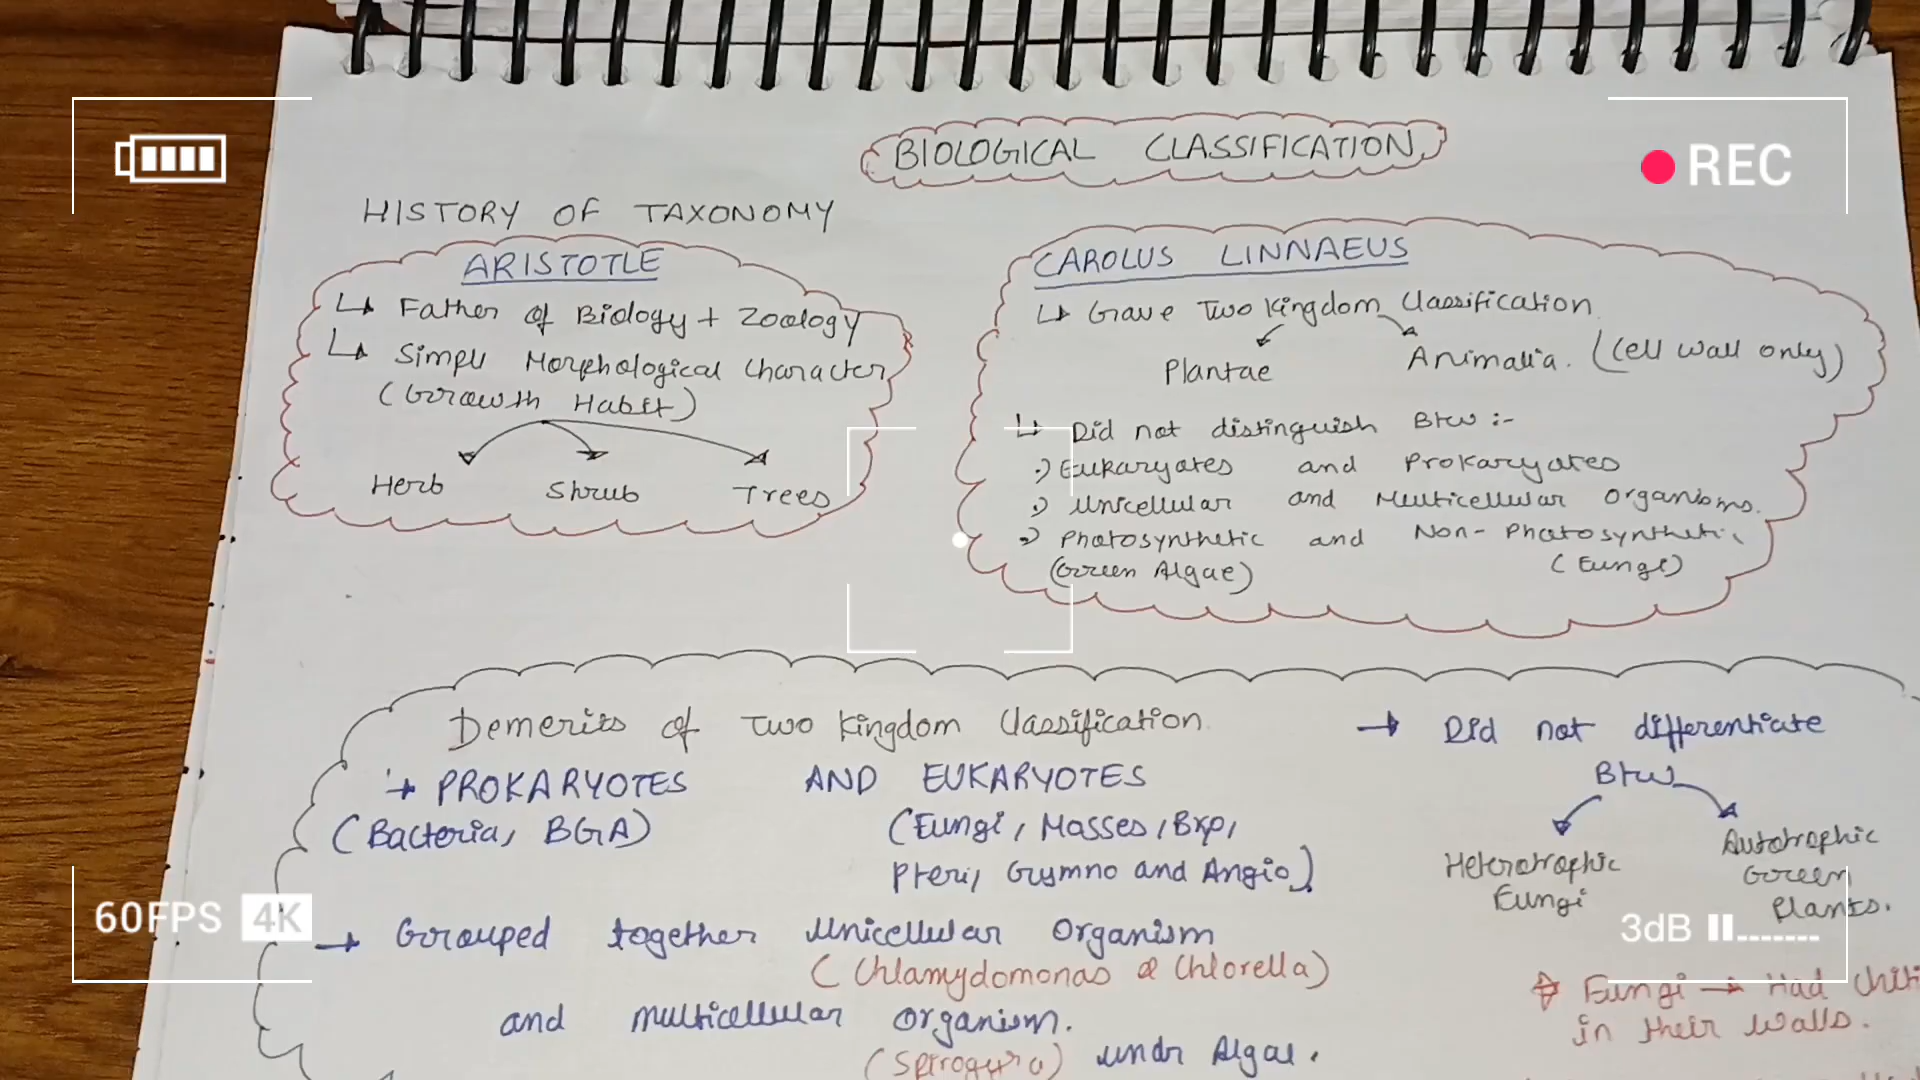 BIOLOGICAL CLASSIFICATION
REC
HISTORY OF TAXONOMY
ARISTOTLE
↳ Father of Biology + Zoology
↳ Simple Morphological Character
(Growth Habit)
Herb Shrub Trees
CAROLUS LINNAEUS
↳ Gave Two Kingdom Classification
Plantae Animalia. (Cell wall only)
↳ Did not distinguish Btw :-
Eukaryotes and Prokaryotes
Unicellular and Multicellular Organisms.
Photosynthetic and Non-Photosynthetic
(Green Algae) (Fungi)
Demerits of Two Kingdom Classification
→ PROKARYOTES AND EUKARYOTES
(Bacteria, BGA) (Fungi, Mosses, Bryo,
Pteri, Gymno and Angio)
→ Grouped together Unicellular Organism
(Chlamydomonas & Chlorella)
and multicellular organism.
(Spirogyra) undr Algae.
→ Did not differentiate
Btw
Heterotrophic
Fungi
Autotrophic
Green
Plants.
Fungi → Had Chiti
in their walls.
60FPS 4K
3dB